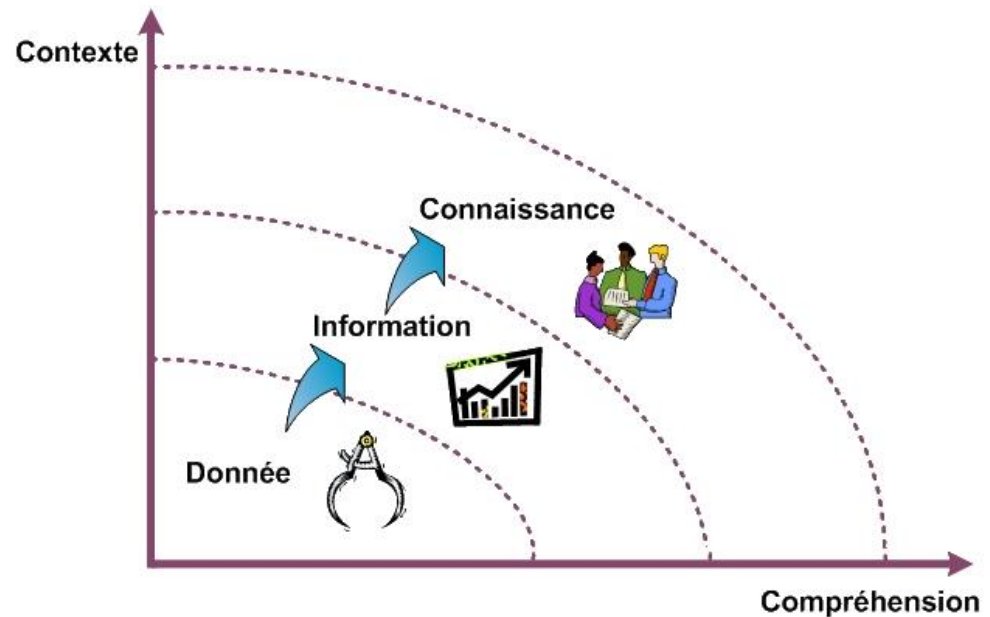 Contexte
Connaissance
Information
Donnée
Compréhension